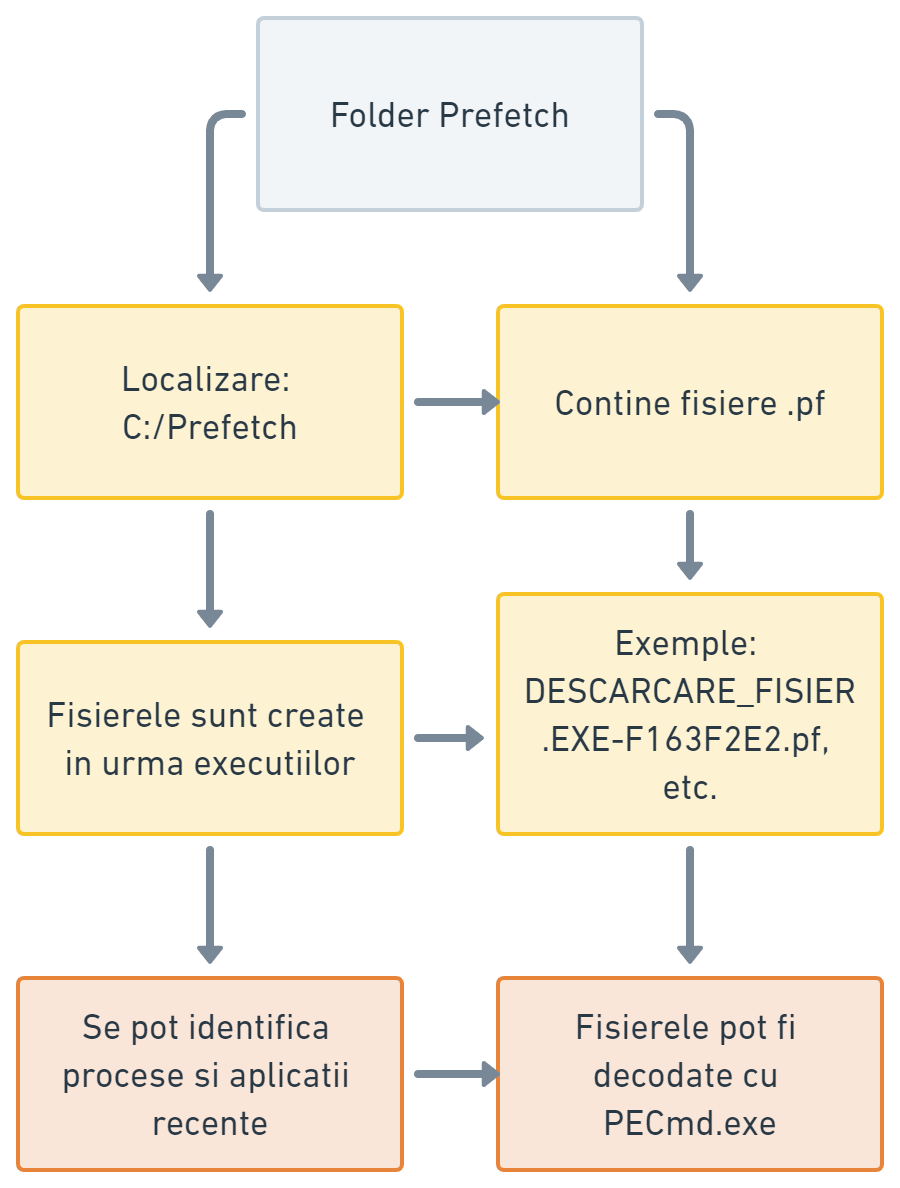 Folder Prefetch
Localizare:
C:/Prefetch
Contine fisiere .pf
Fisierele sunt create
in urma executiilor
Exemple:
DESCARCARE_FISIER
.EXE-F163F2E2.pf,
etc.
Se pot identifica
procese si aplicatii
recente
Fisierele pot fi
decodate cu
PECmd.exe